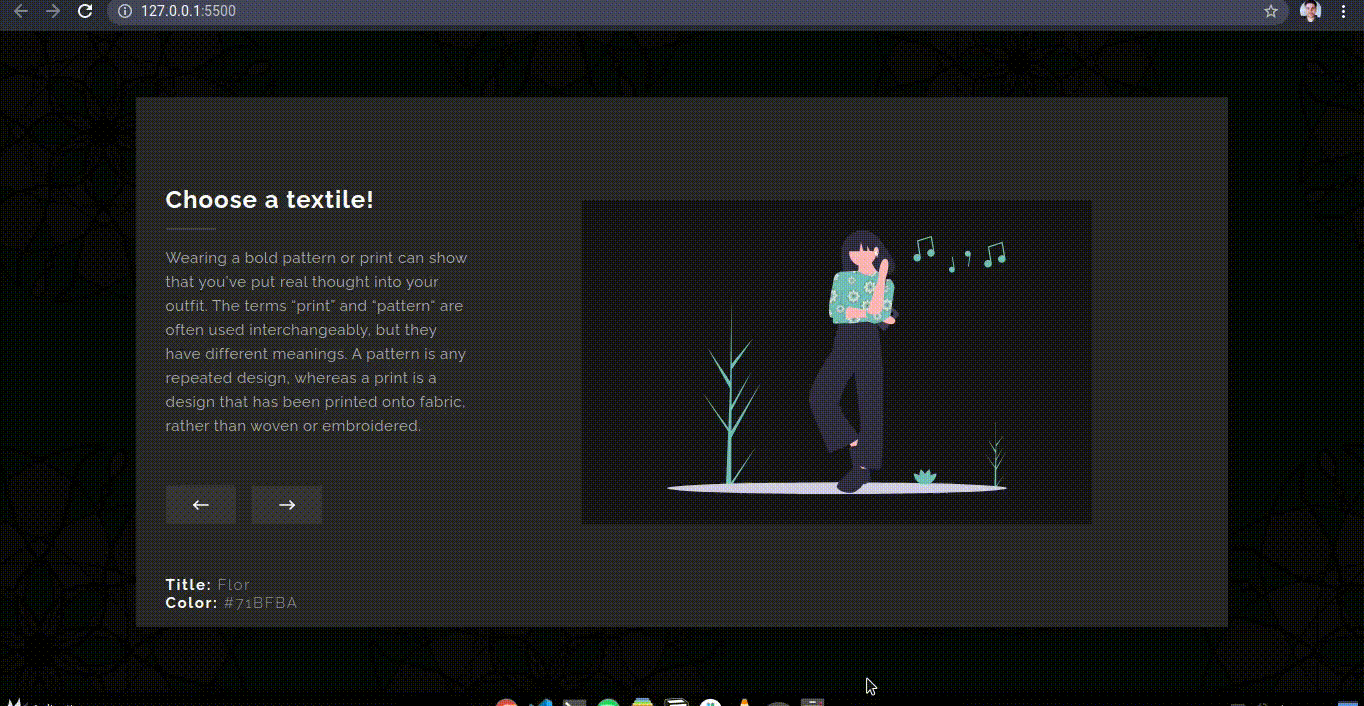 127.0.0.1:5500
Choose a textile!
Wearing a bold pattern or print can show
that you've put real thought into your
outfit. The terms “print” and “pattern” are
often used interchangeably, but they
have different meanings. A pattern is any
repeated design, whereas a print is a
design that has been printed onto fabric,
rather than woven or embroidered.
Title: Flor
Color: #71BFBA